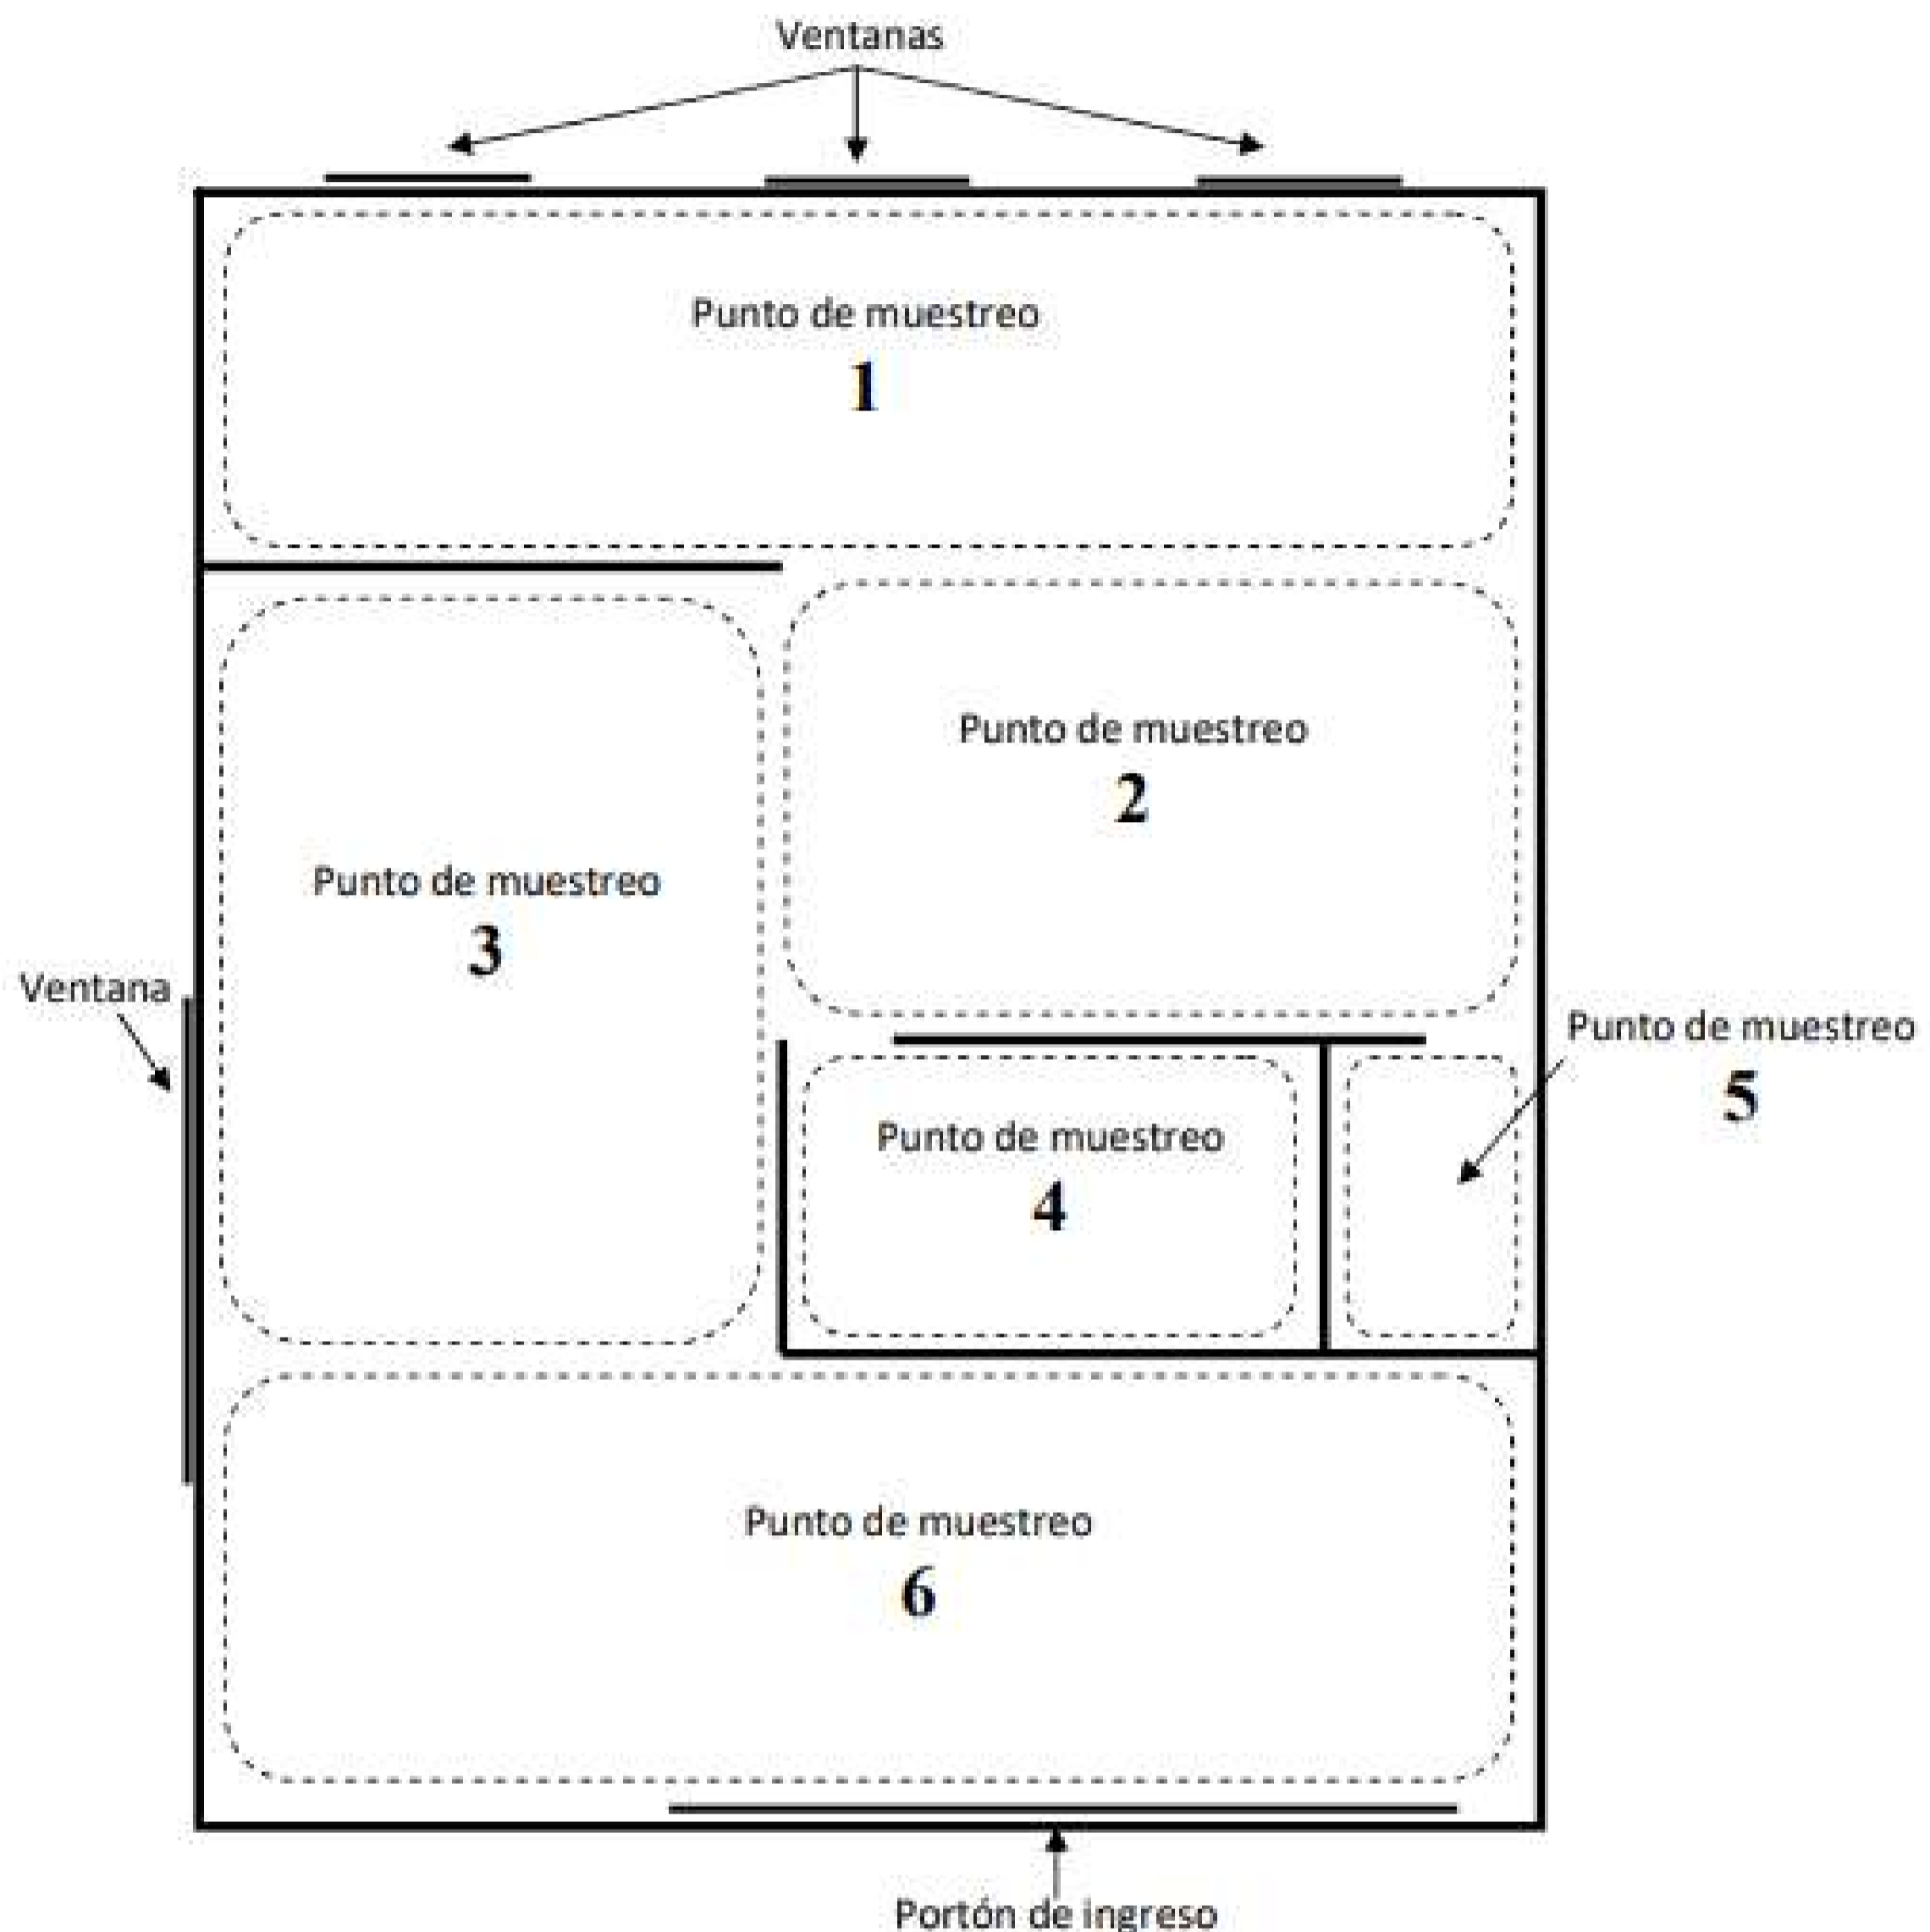 Ventanas
Punto de muestreo
1
Punto de muestreo
2
Punto de muestreo
3
Ventana
Punto de muestreo
5
Punto de muestreo
4
Punto de muestreo
6
Portón de ingreso